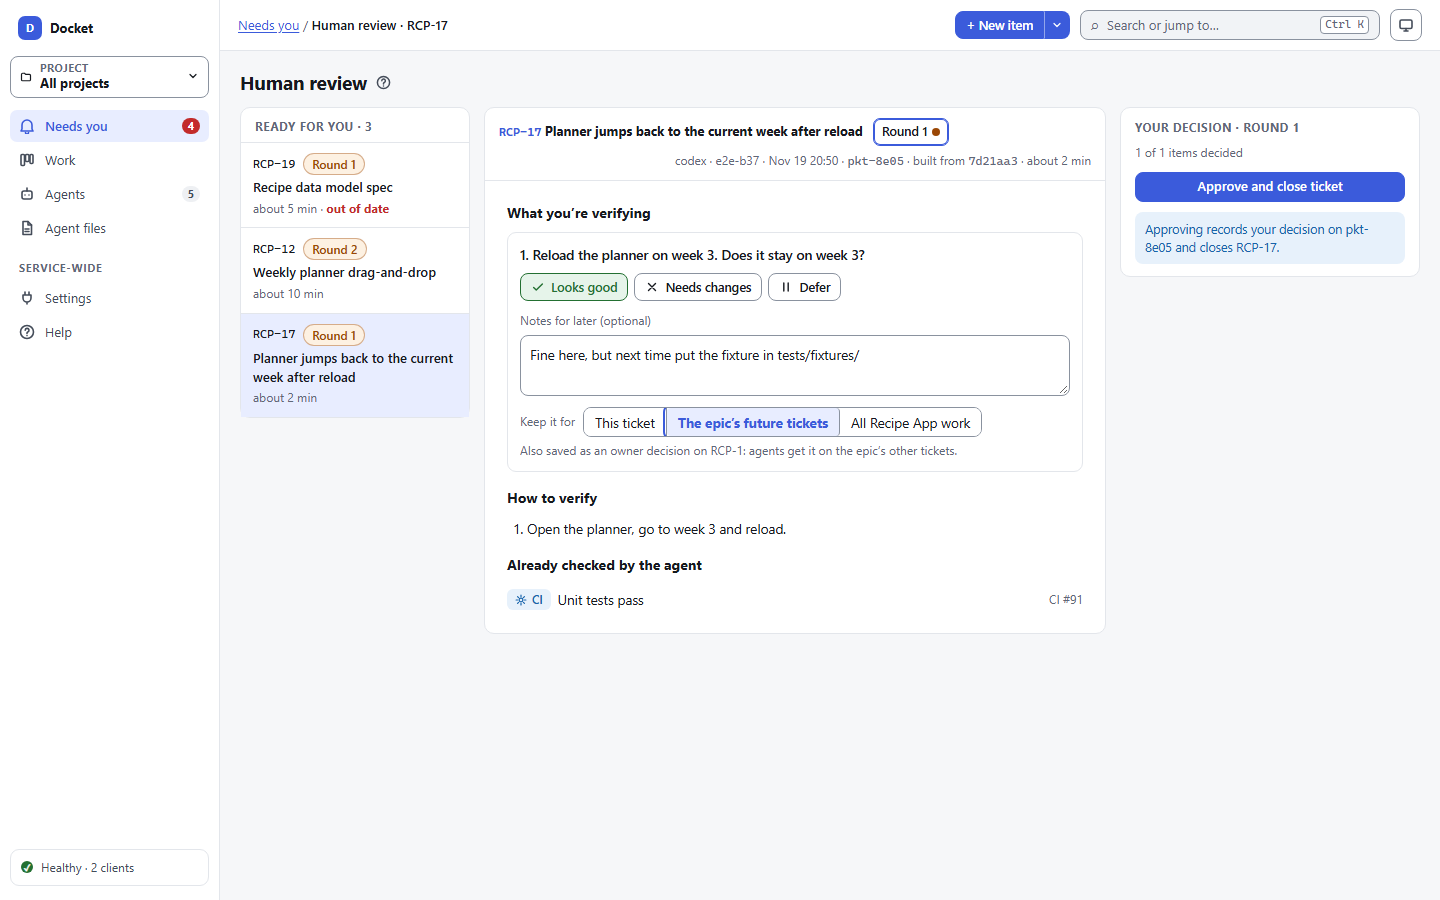 D Docket
PROJECT
All projects
Needs you 4
Work
Agents 5
Agent files
SERVICE-WIDE
Settings
Help
Healthy · 2 clients
Needs you / Human review · RCP-17
+ New item
Search or jump to...
Ctrl K
Human review
READY FOR YOU · 3
RCP-19 Round 1
Recipe data model spec
about 5 min · out of date
RCP-12 Round 2
Weekly planner drag-and-drop
about 10 min
RCP-17 Round 1
Planner jumps back to the current
week after reload
about 2 min
RCP-17 Planner jumps back to the current week after reload Round 1
codex · e2e-b37 · Nov 19 20:50 · pkt-8e05 · built from 7d21aa3 · about 2 min
What you’re verifying
1. Reload the planner on week 3. Does it stay on week 3?
Looks good
Needs changes
Defer
Notes for later (optional)
Fine here, but next time put the fixture in tests/fixtures/
Keep it for
This ticket
The epic’s future tickets
All Recipe App work
Also saved as an owner decision on RCP-1: agents get it on the epic’s other tickets.
How to verify
1. Open the planner, go to week 3 and reload.
Already checked by the agent
CI Unit tests pass CI #91
YOUR DECISION · ROUND 1
1 of 1 items decided
Approve and close ticket
Approving records your decision on pkt-
8e05 and closes RCP-17.